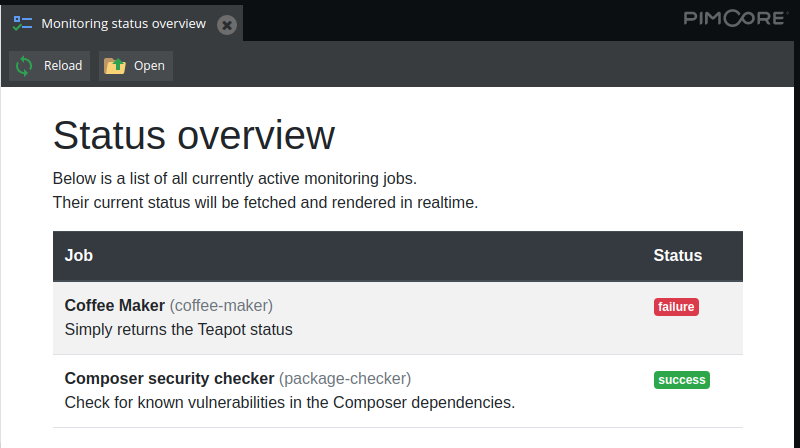 Monitoring status overview
PIMCORE
Reload Open
Status overview
Below is a list of all currently active monitoring jobs.
Their current status will be fetched and rendered in realtime.
Job Status
Coffee Maker (coffee-maker) failure
Simply returns the Teapot status
Composer security checker (package-checker) success
Check for known vulnerabilities in the Composer dependencies.